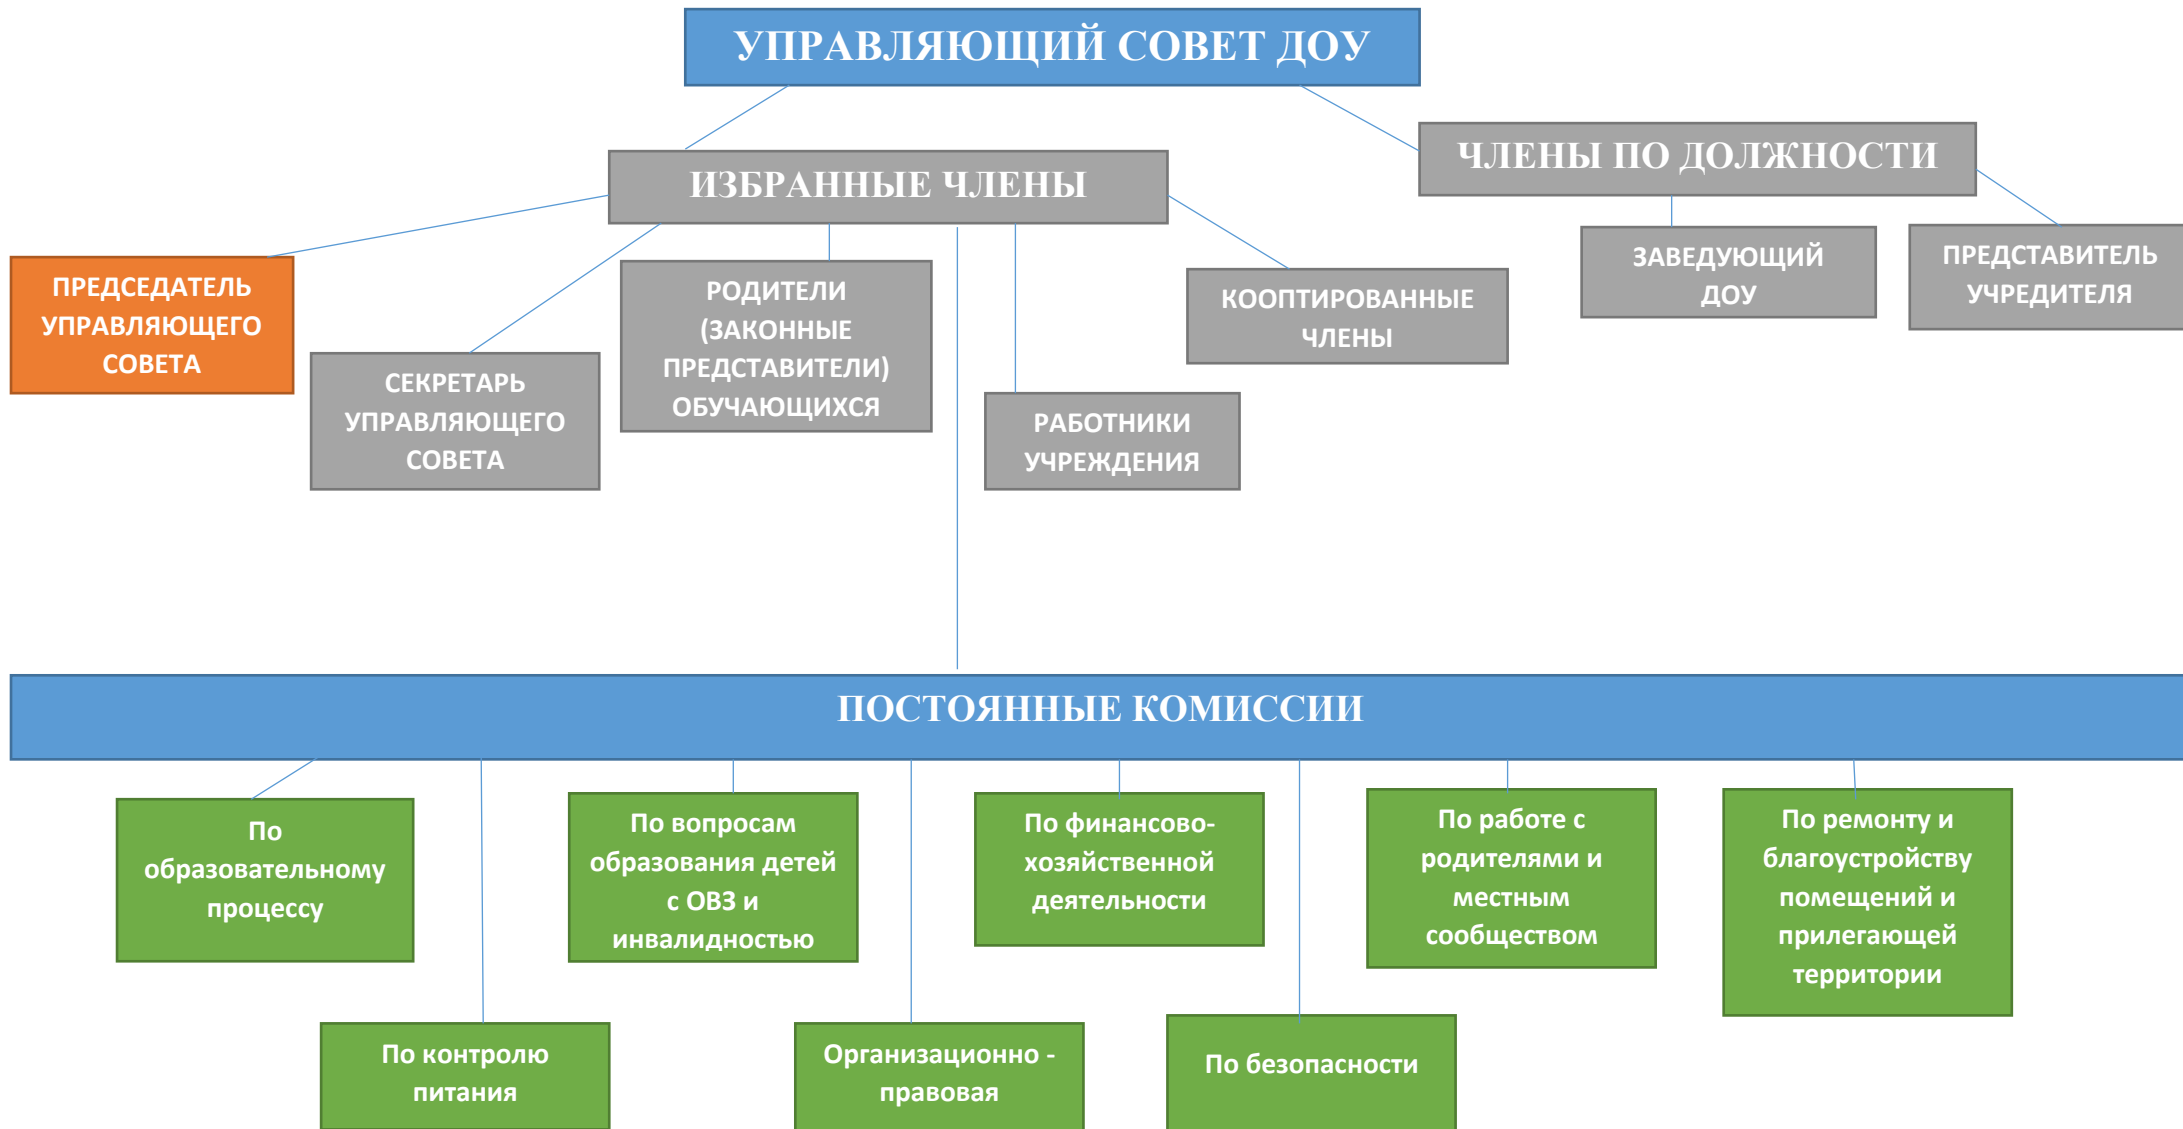 УПРАВЛЯЮЩИЙ СОВЕТ ДОУ
ИЗБРАННЫЕ ЧЛЕНЫ
ЧЛЕНЫ ПО ДОЛЖНОСТИ
ПРЕДСЕДАТЕЛЬ
УПРАВЛЯЮЩЕГО
СОВЕТА
СЕКРЕТАРЬ
УПРАВЛЯЮЩЕГО
СОВЕТА
РОДИТЕЛИ
(ЗАКОННЫЕ
ПРЕДСТАВИТЕЛИ)
ОБУЧАЮЩИХСЯ
РАБОТНИКИ
УЧРЕЖДЕНИЯ
КООПТИРОВАННЫЕ
ЧЛЕНЫ
ЗАВЕДУЮЩИЙ
ДОУ
ПРЕДСТАВИТЕЛЬ
УЧРЕДИТЕЛЯ
ПОСТОЯННЫЕ КОМИССИИ
По
образовательному
процессу
По контролю
питания
По вопросам
образования детей
с ОВЗ и
инвалидностью
Организационно -
правовая
По финансово-
хозяйственной
деятельности
По безопасности
По работе с
родителями и
местным
сообществом
По ремонту и
благоустройству
помещений и
прилегающей
территории